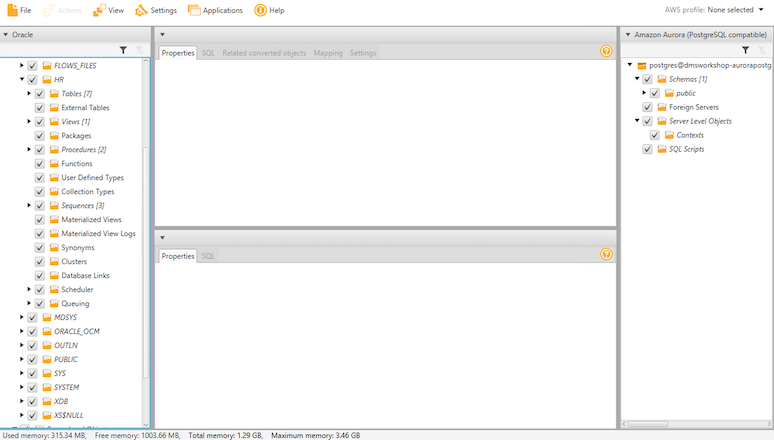 File Actions View Settings Applications Help AWS profile: None selected
Oracle
FLOWS_FILES
HR
Tables [7]
External Tables
Views [1]
Packages
Procedures [2]
Functions
User Defined Types
Collection Types
Sequences [3]
Materialized Views
Materialized View Logs
Synonyms
Clusters
Database Links
Scheduler
Queuing
MDSYS
ORACLE_OCM
OUTLN
PUBLIC
SYS
SYSTEM
XDB
XS$NULL
Properties SQL Related converted objects Mapping Settings
Properties SQL
Amazon Aurora (PostgreSQL compatible)
postgres@dmsworkshop-aurorapostg
Schemas [1]
public
Foreign Servers
Server Level Objects
Contexts
SQL Scripts
Used memory: 315.34 MB, Free memory: 1003.66 MB, Total memory: 1.29 GB, Maximum memory: 3.46 GB